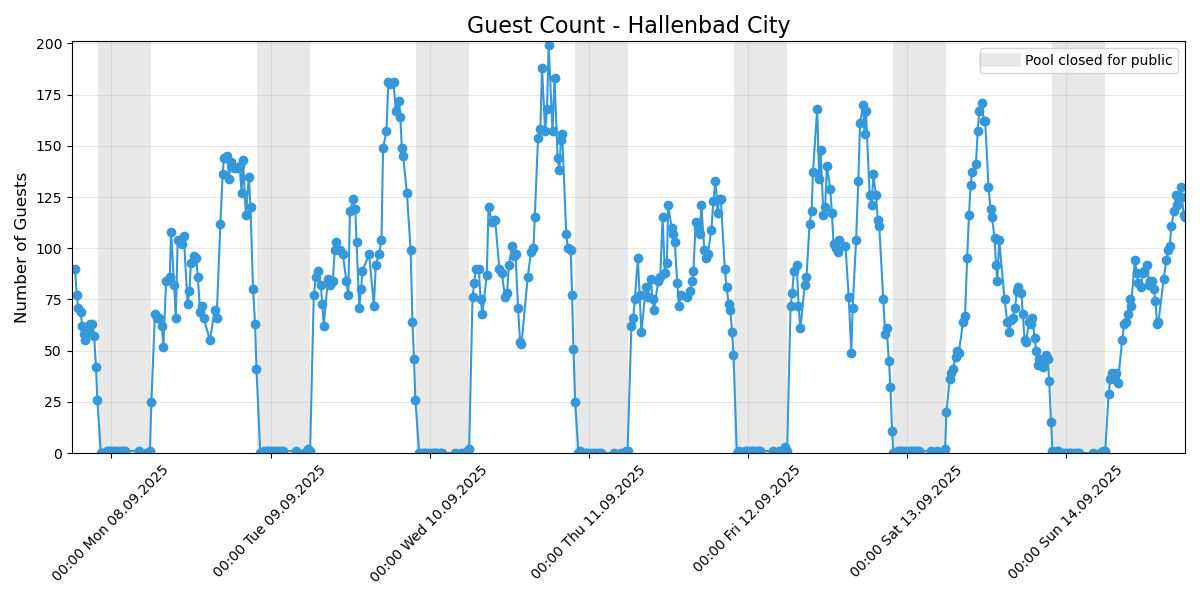 Guest Count - Hallenbad City
Pool closed for public
Number of Guests
200
175
150
125
100
75
50
25
0
00:00 Mon 08.09.2025
00:00 Tue 09.09.2025
00:00 Wed 10.09.2025
00:00 Thu 11.09.2025
00:00 Fri 12.09.2025
00:00 Sat 13.09.2025
00:00 Sun 14.09.2025